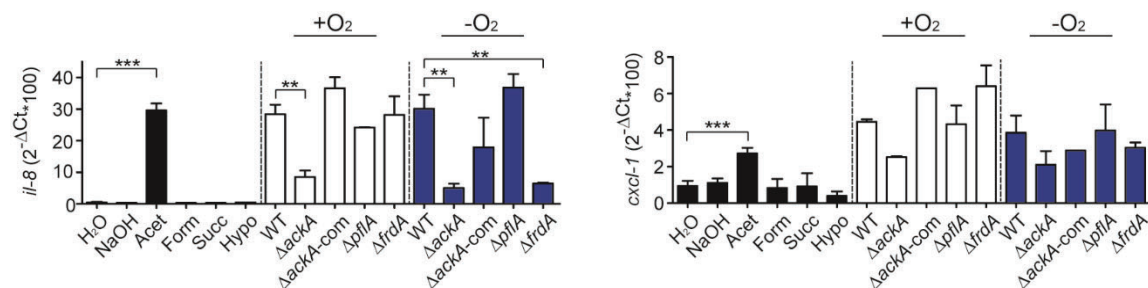 +O₂ -O₂
il-8 (2⁻ΔCt*100)
40
30
20
10
0
***
**
**
**
H₂O NaOH Acet Form Succ Hypo WT ΔackA ΔackA-com ΔpflA ΔfrdA WT ΔackA ΔackA-com ΔpflA ΔfrdA
+O₂ -O₂
cxcl-1 (2⁻ΔCt*100)
8
6
4
2
0
***
H₂O NaOH Acet Form Succ Hypo WT ΔackA ΔackA-com ΔpflA ΔfrdA WT ΔackA ΔackA-com ΔpflA ΔfrdA